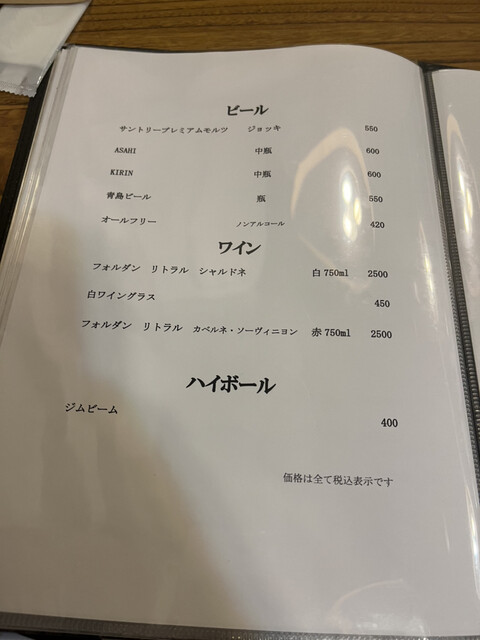 ビール
サントリープレミアムモルツ ジョッキ 550
ASAHI 中瓶 600
KIRIN 中瓶 600
青島ビール 瓶 550
オールフリー ノンアルコール 420
ワイン
フォルダン リトラル シャルドネ 白 750ml 2500
白ワイングラス 450
フォルダン リトラル カベルネ・ソーヴィニヨン 赤 750ml 2500
ハイボール
ジムビーム 400
価格は全て税込表示です